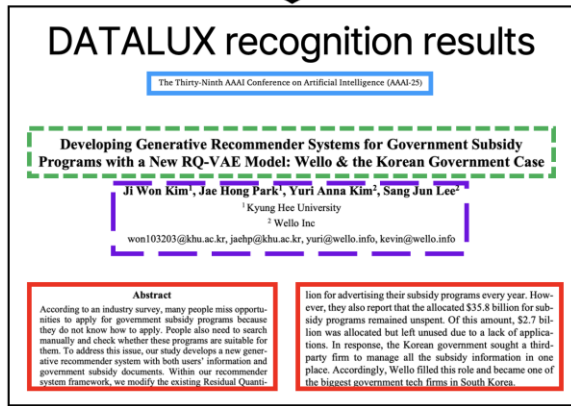 DATALUX recognition results
The Thirty-Ninth AAAI Conference on Artificial Intelligence (AAAI-25)
Developing Generative Recommender Systems for Government Subsidy
Programs with a New RQ-VAE Model: Wello & the Korean Government Case
Ji Won Kim¹, Jae Hong Park¹, Yuri Anna Kim², Sang Jun Lee²
¹ Kyung Hee University
² Wello Inc
won103203@khu.ac.kr, jaehp@khu.ac.kr, yuri@wello.info, kevin@wello.info
Abstract
According to an industry survey, many people miss opportu-
nities to apply for government subsidy programs because
they do not know how to apply. People also need to search
manually and check whether these programs are suitable for
them. To address this issue, our study develops a new gener-
ative recommender system with both users' information and
government subsidy documents. Within our recommender
system framework, we modify the existing Residual Quanti-
lion for advertising their subsidy programs every year. How-
ever, they also report that the allocated $35.8 billion for sub-
sidy programs remained unspent. Of this amount, $2.7 bil-
lion was allocated but left unused due to a lack of applica-
tions. In response, the Korean government sought a third-
party firm to manage all the subsidy information in one
place. Accordingly, Wello filled this role and became one of
the biggest government tech firms in South Korea.